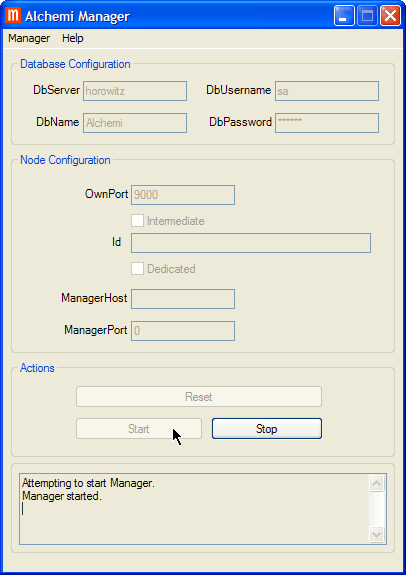 Alchemi Manager
Manager Help
Database Configuration
DbServer horowitz DbUsername sa
DbName Alchemi DbPassword ******
Node Configuration
OwnPort 9000
Intermediate
Id
Dedicated
ManagerHost
ManagerPort 0
Actions
Reset
Start Stop
Attempting to start Manager.
Manager started.